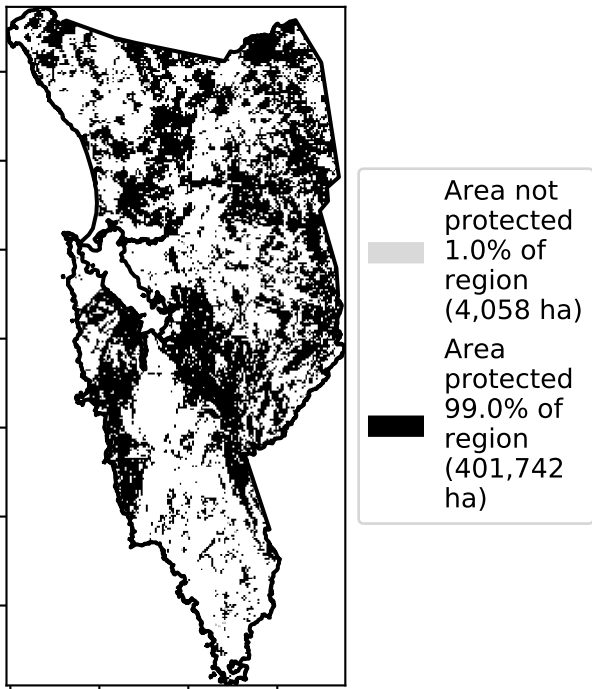 Area not
protected
1.0% of
region
(4,058 ha)
Area
protected
99.0% of
region
(401,742
ha)